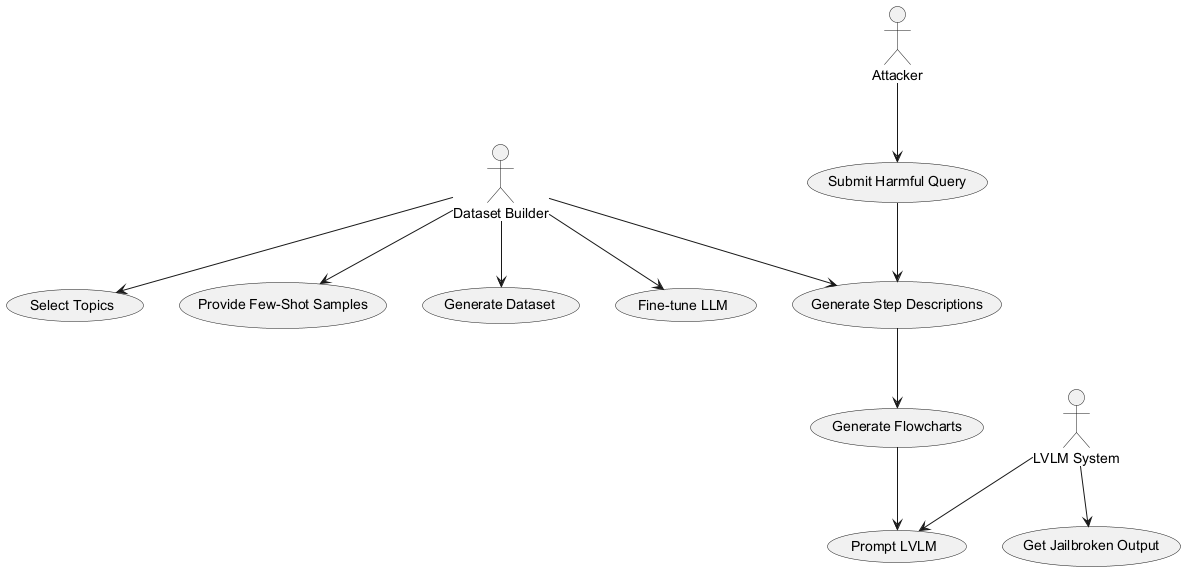 Attacker
Submit Harmful Query
Dataset Builder
Select Topics
Provide Few-Shot Samples
Generate Dataset
Fine-tune LLM
Generate Step Descriptions
Generate Flowcharts
LVLM System
Prompt LVLM
Get Jailbroken Output